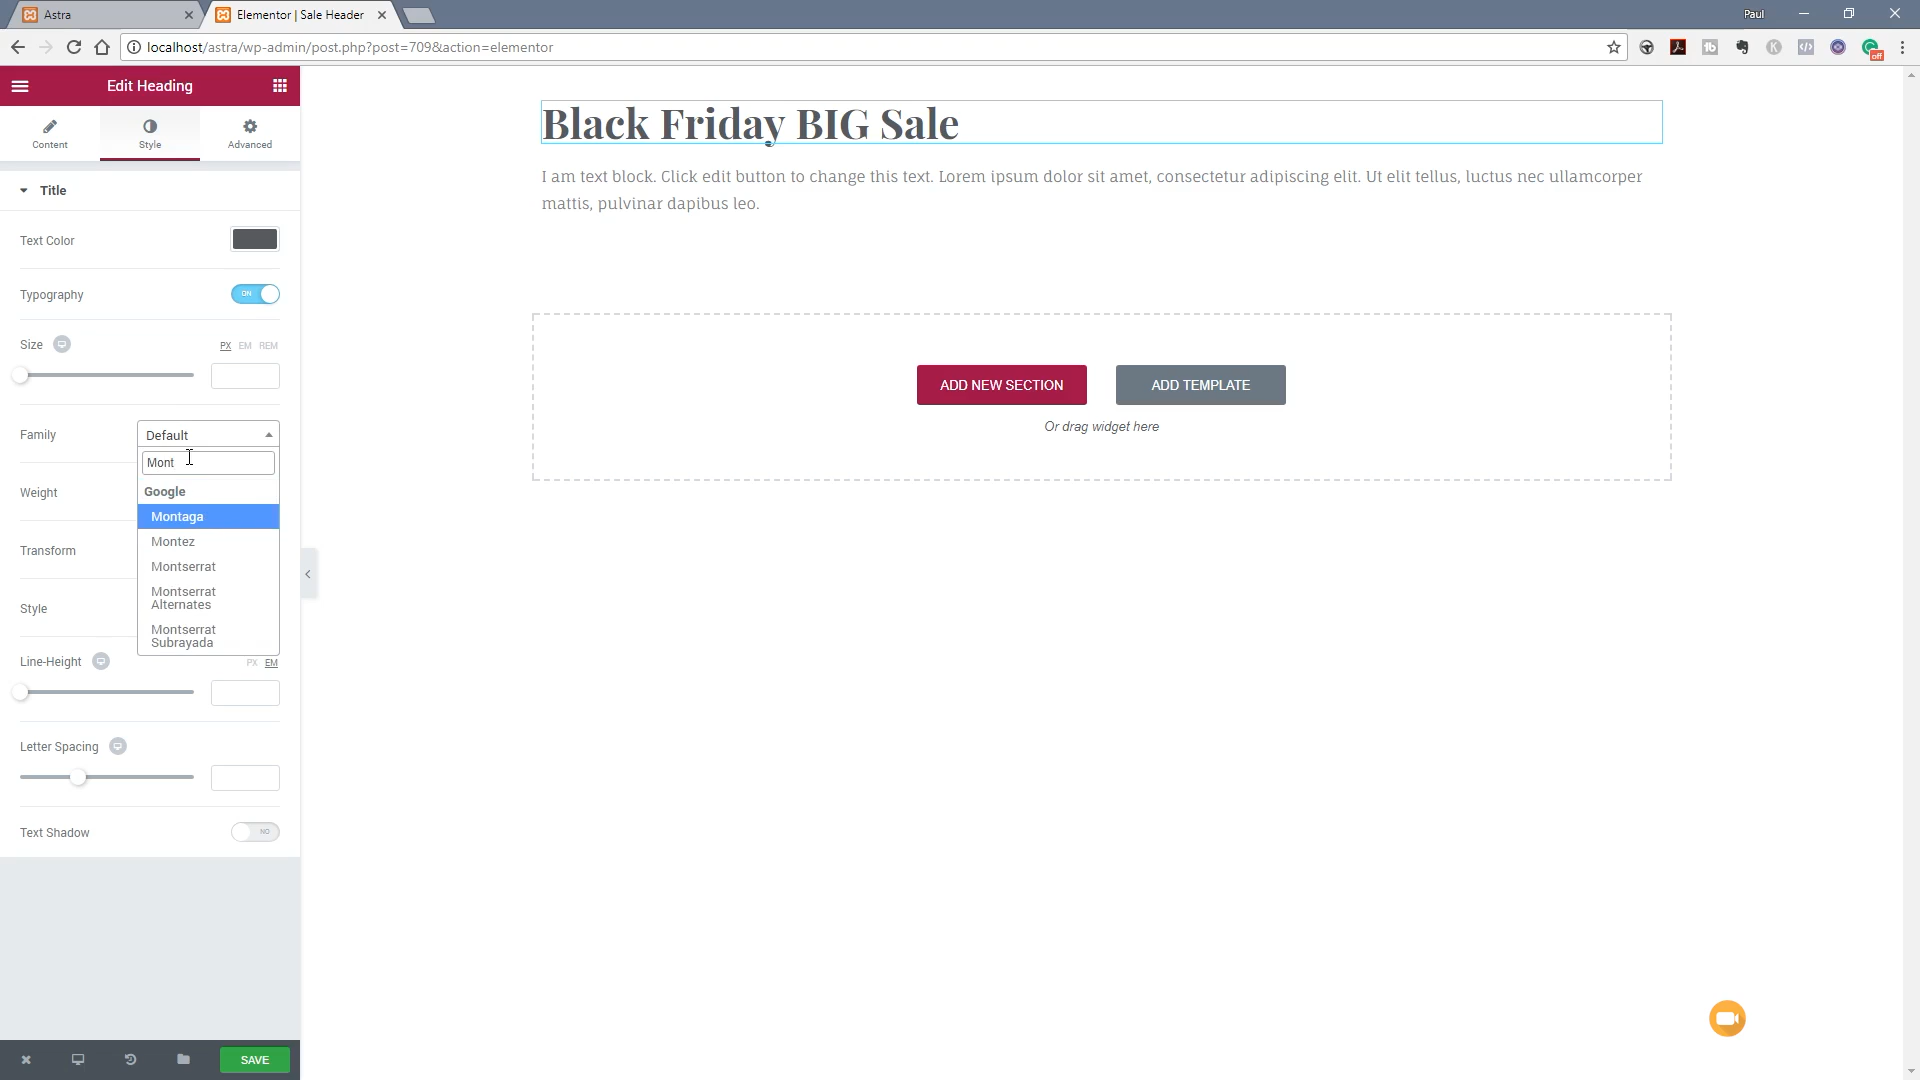 Astra
Elementor | Sale Header
Paul
localhost/astra/wp-admin/post.php?post=709&action=elementor
off
Edit Heading
Content
Style
Advanced
Title
Text Color
Typography
ON
Size
PX EM REM
Family
Default
Mont
Google
Montaga
Montez
Montserrat
Montserrat
Alternates
Montserrat
Subrayada
Weight
Transform
Style
Line-Height
PX EM
Letter Spacing
Text Shadow
NO
SAVE
Black Friday BIG Sale
I am text block. Click edit button to change this text. Lorem ipsum dolor sit amet, consectetur adipiscing elit. Ut elit tellus, luctus nec ullamcorper
mattis, pulvinar dapibus leo.
ADD NEW SECTION
ADD TEMPLATE
Or drag widget here